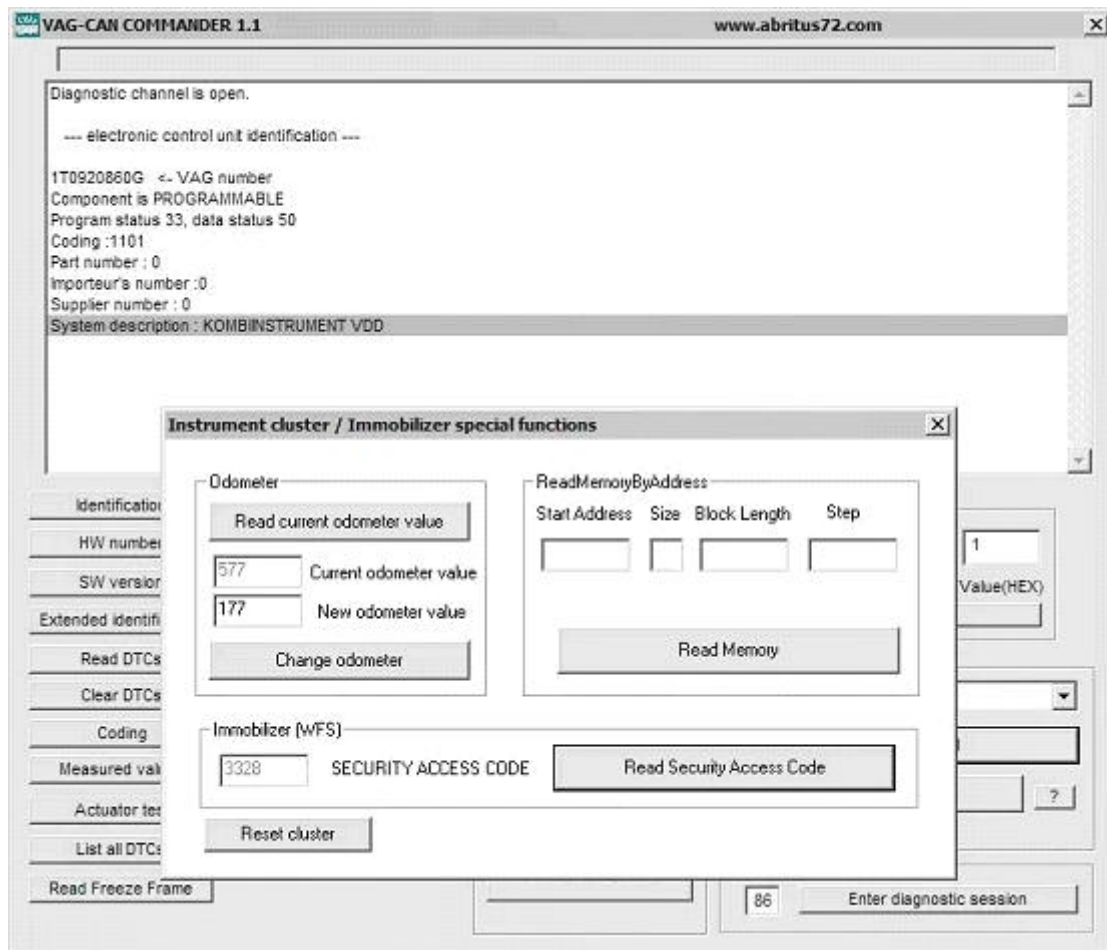 VAG-CAN COMMANDER 1.1
www.abritus72.com
Diagnostic channel is open.
--- electronic control unit identification ---
1T0920860G <- VAG number
Component is PROGRAMMABLE
Program status 33, data status 50
Coding :1101
Part number : 0
Importeur's number :0
Supplier number : 0
System description : KOMBIINSTRUMENT VDD
Instrument cluster / Immobilizer special functions
Odometer
Read current odometer value
577 Current odometer value
177 New odometer value
Change odometer
ReadMemoryByAddress
Start Address Size Block Length Step
Read Memory
Immobilizer (WFS)
3328 SECURITY ACCESS CODE Read Security Access Code
Reset cluster
HW number
SW version
Extended
Read DTCs
Clear DTCs
Coding
Measured
Actuator
List all DTCs
Read Freeze Frame
1
Value(HEX)
?
86 Enter diagnostic session